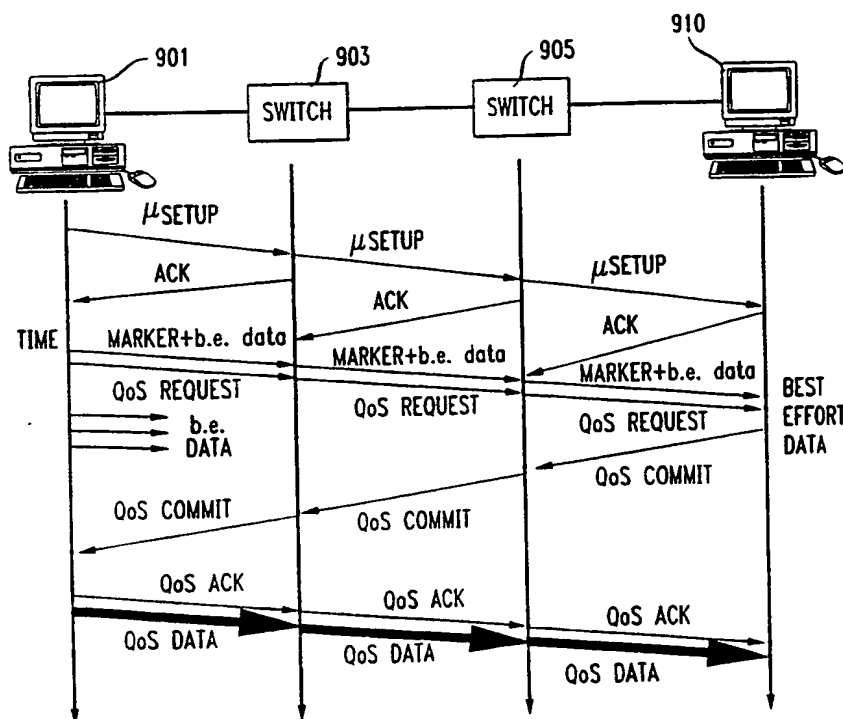 901
903
905
910
SWITCH
SWITCH
μSETUP
μSETUP
μSETUP
ACK
ACK
ACK
TIME
MARKER+b.e. data
MARKER+b.e. data
MARKER+b.e. data
QoS REQUEST
QoS REQUEST
QoS REQUEST
b.e.
DATA
BEST
EFFORT
DATA
QoS COMMIT
QoS COMMIT
QoS COMMIT
QoS ACK
QoS ACK
QoS ACK
QoS DATA
QoS DATA
QoS DATA